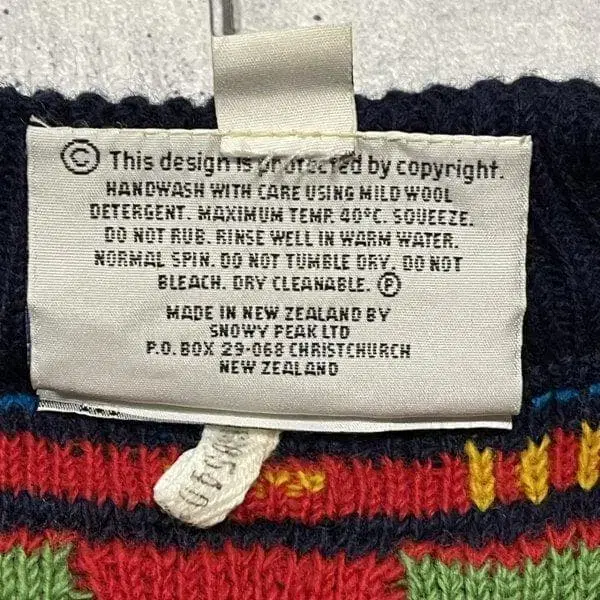 © This design is protected by copyright.
HANDWASH WITH CARE USING MILD WOOL
DETERGENT. MAXIMUM TEMP. 40°C. SQUEEZE.
DO NOT RUB. RINSE WELL IN WARM WATER.
NORMAL SPIN. DO NOT TUMBLE DRY. DO NOT
BLEACH. DRY CLEANABLE. Ⓟ
MADE IN NEW ZEALAND BY
SNOWY PEAK LTD
P.O. BOX 29-068 CHRISTCHURCH
NEW ZEALAND